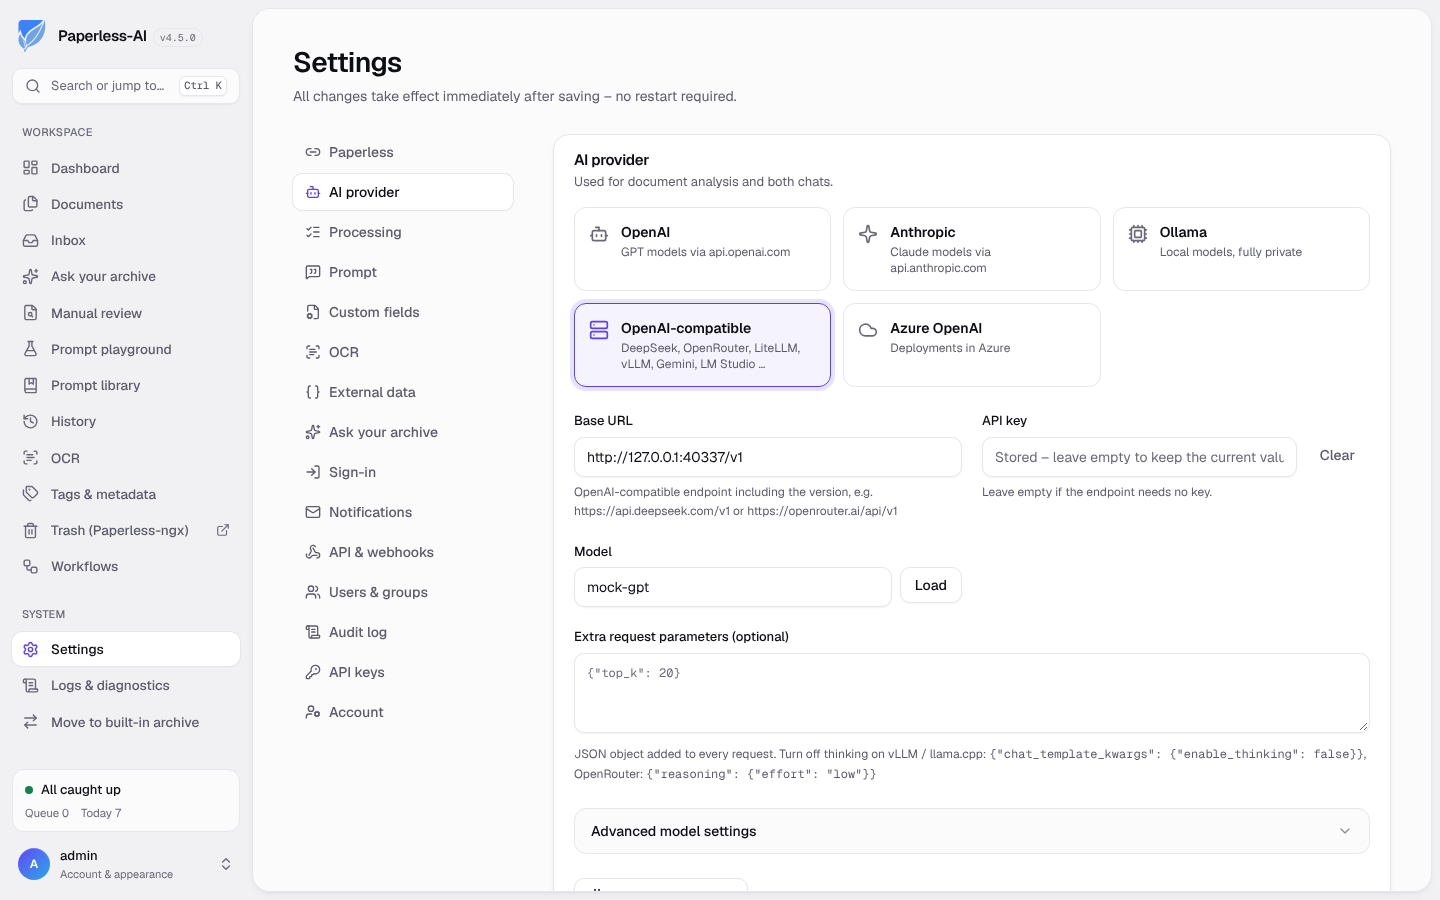 Paperless-AI v4.5.0
Search or jump to... Ctrl K
WORKSPACE
Dashboard
Documents
Inbox
Ask your archive
Manual review
Prompt playground
Prompt library
History
OCR
Tags & metadata
Trash (Paperless-ngx)
Workflows
SYSTEM
Settings
Logs & diagnostics
Move to built-in archive
All caught up
Queue 0 Today 7
A
admin
Account & appearance
Settings
All changes take effect immediately after saving – no restart required.
Paperless
AI provider
Processing
Prompt
Custom fields
OCR
External data
Ask your archive
Sign-in
Notifications
API & webhooks
Users & groups
Audit log
API keys
Account
AI provider
Used for document analysis and both chats.
OpenAI
GPT models via api.openai.com
Anthropic
Claude models via
api.anthropic.com
Ollama
Local models, fully private
OpenAI-compatible
DeepSeek, OpenRouter, LiteLLM,
vLLM, Gemini, LM Studio ...
Azure OpenAI
Deployments in Azure
Base URL
http://127.0.0.1:40337/v1
OpenAI-compatible endpoint including the version, e.g.
https://api.deepseek.com/v1 or https://openrouter.ai/api/v1
API key
Stored – leave empty to keep the current valu
Clear
Leave empty if the endpoint needs no key.
Model
mock-gpt
Load
Extra request parameters (optional)
{"top_k": 20}
JSON object added to every request. Turn off thinking on vLLM / llama.cpp: {"chat_template_kwargs": {"enable_thinking": false}},
OpenRouter: {"reasoning": {"effort": "low"}}
Advanced model settings